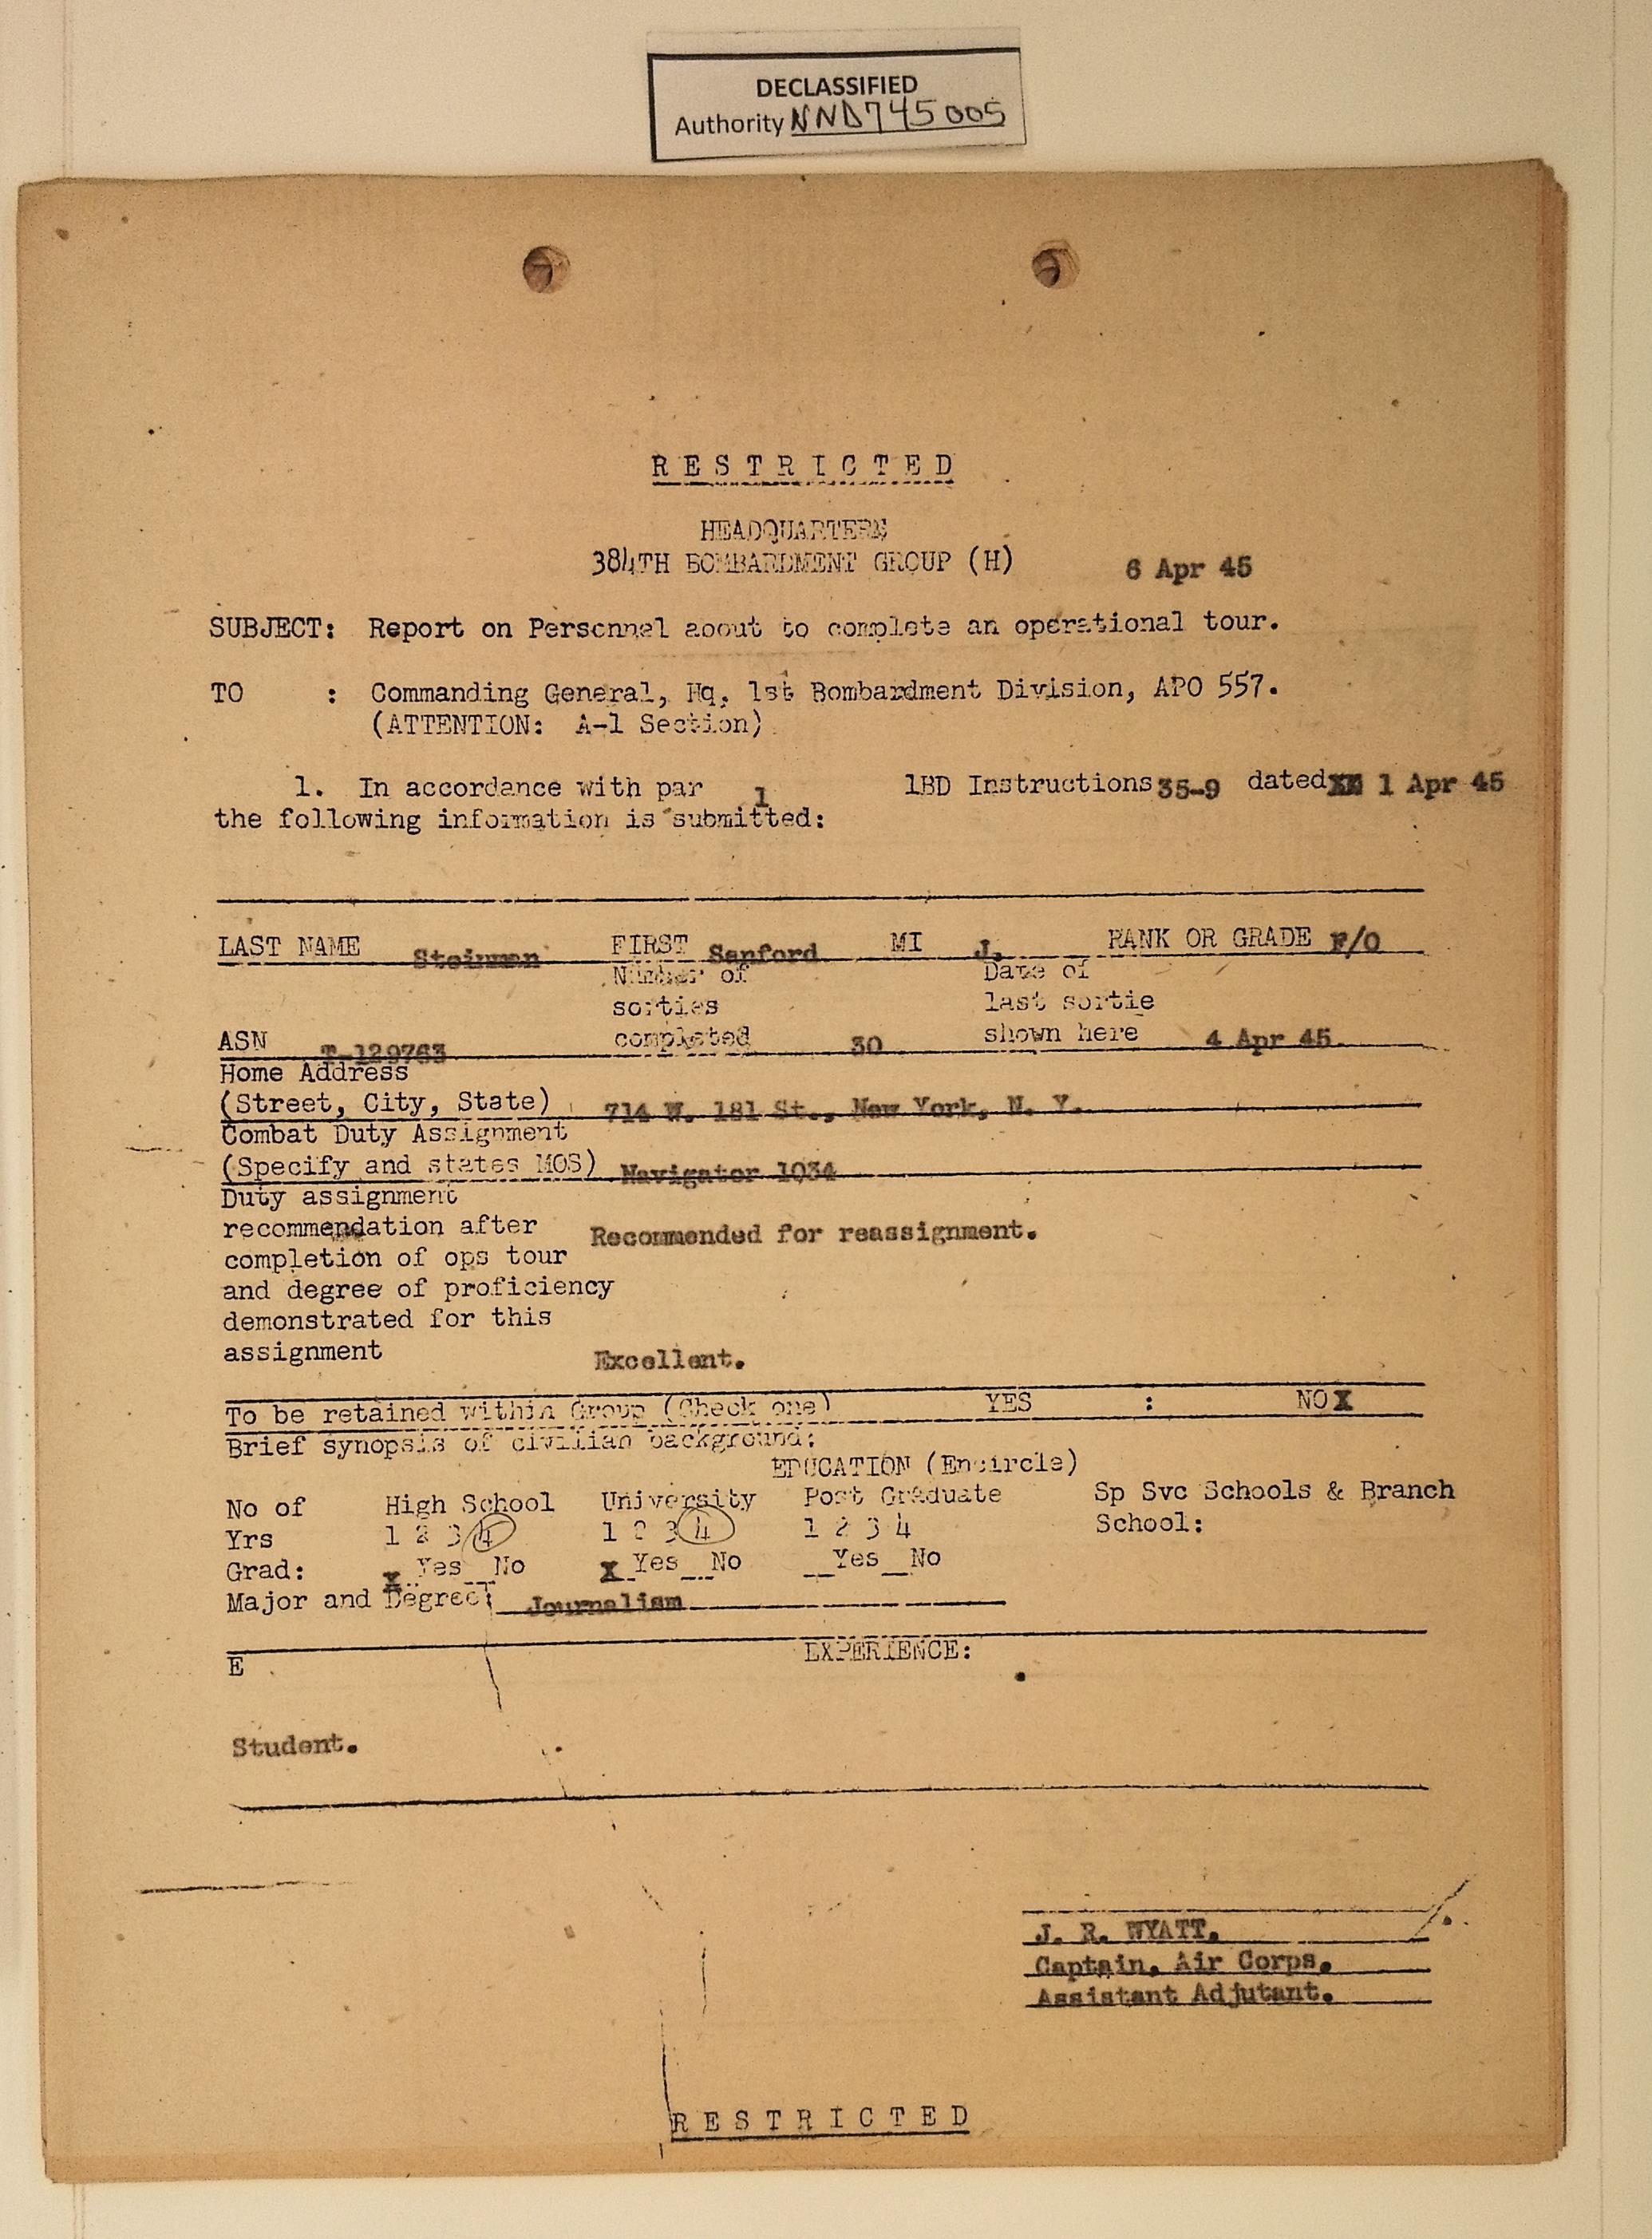 DECLASSIFIED
Authority NND745005
RESTRICTED
HEADQUARTERS
384TH BOMBARDMENT GROUP (H)
6 Apr 45
SUBJECT: Report on Personnel about to complete an operational tour.
TO : Commanding General, Hq, 1st Bombardment Division, APO 557.
(ATTENTION: A-1 Section)
1. In accordance with par 1 1BD Instructions 35-9 dated 1 Apr 45
the following information is submitted:
LAST NAME Steinman FIRST Sanford MI J. RANK OR GRADE F/O
Number of Date of
sorties last sortie
ASN T-129763 completed 30 shown here 4 Apr 45
Home Address
(Street, City, State) 714 W. 181 St., New York, N. Y.
Combat Duty Assignment
(Specify and states MOS) Navigator 1034
Duty assignment
recommendation after Recommended for reassignment.
completion of ops tour
and degree of proficiency
demonstrated for this
assignment Excellent.
To be retained within Group (Check one) YES : NO X
Brief synopsis of civilian background:
EDUCATION (Encircle)
No of High School University Post Graduate Sp Svc Schools & Branch
Yrs 1 2 3 4 1 2 3 4 1 2 3 4 School:
Grad: X Yes__No X Yes__No __Yes__No
Major and Degree: Journalism
E EXPERIENCE:
Student.
J. R. WYATT,
Captain, Air Corps,
Assistant Adjutant.
RESTRICTED